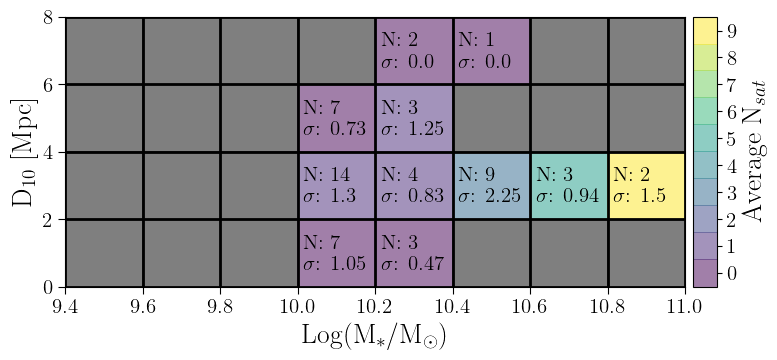 8
6
4
2
0
D₁₀ [Mpc]
N: 2
σ: 0.0
N: 1
σ: 0.0
N: 7
σ: 0.73
N: 3
σ: 1.25
N: 14
σ: 1.3
N: 4
σ: 0.83
N: 9
σ: 2.25
N: 3
σ: 0.94
N: 2
σ: 1.5
N: 7
σ: 1.05
N: 3
σ: 0.47
9.4 9.6 9.8 10.0 10.2 10.4 10.6 10.8 11.0
Log(M_*/M_⊙)
9
8
7
6
5
4
3
2
1
0
Average N_sat